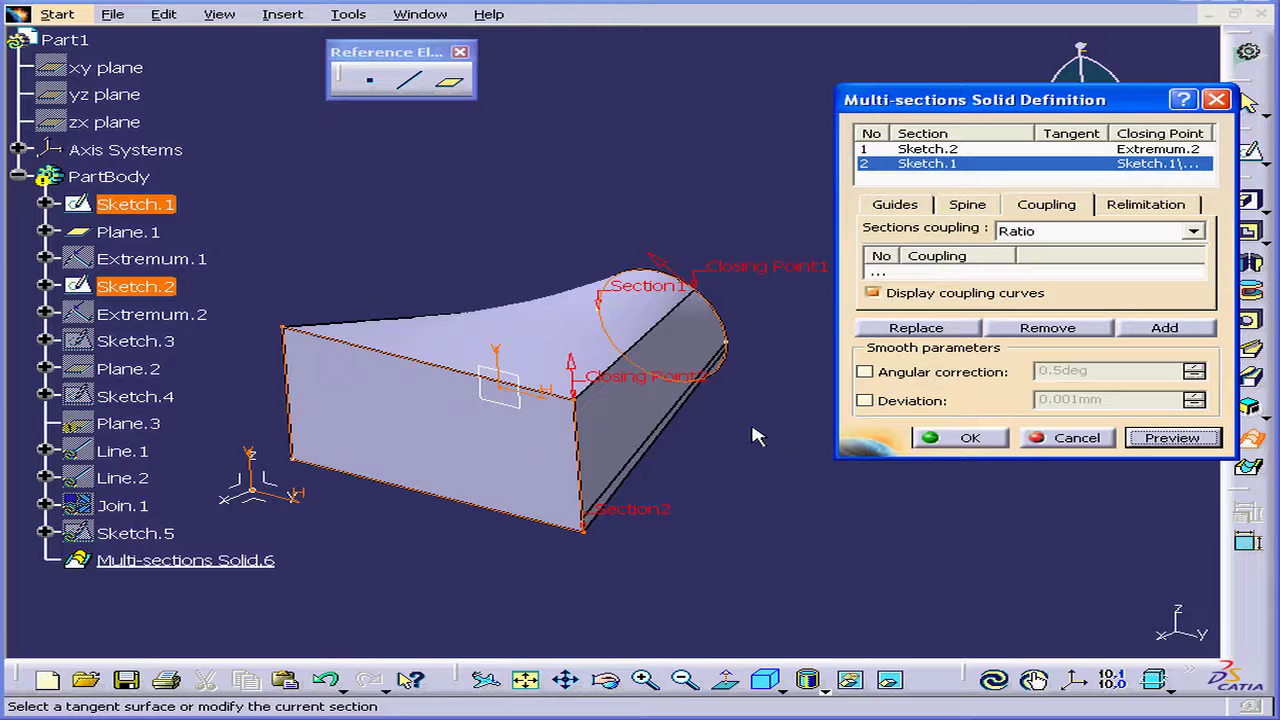 Start File Edit View Insert Tools Window Help
Part1
xy plane
yz plane
zx plane
Axis Systems
PartBody
Sketch.1
Plane.1
Extremum.1
Sketch.2
Extremum.2
Sketch.3
Plane.2
Sketch.4
Plane.3
Line.1
Line.2
Join.1
Sketch.5
Multi-sections Solid.6
Reference El...
Closing Point1
Section1
Closing Point2
Section2
V
H
z
y
x
H
V
Multi-sections Solid Definition
No Section Tangent Closing Point
1 Sketch.2 Extremum.2
2 Sketch.1 Sketch.1\...
Guides Spine Coupling Relimitation
Sections coupling : Ratio
No Coupling
...
Display coupling curves
Replace Remove Add
Smooth parameters
Angular correction: 0.5deg
Deviation: 0.001mm
OK Cancel Preview
z
x y
10:1
10.0
CATIA
Select a tangent surface or modify the current section